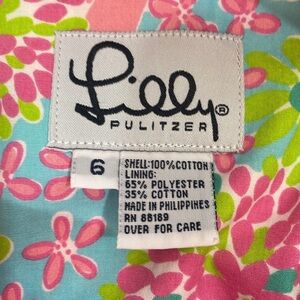 Lilly®
PULITZER
6
SHELL:100%COTTON
LINING:
65% POLYESTER
35% COTTON
MADE IN PHILIPPINES
RN 88189
OVER FOR CARE